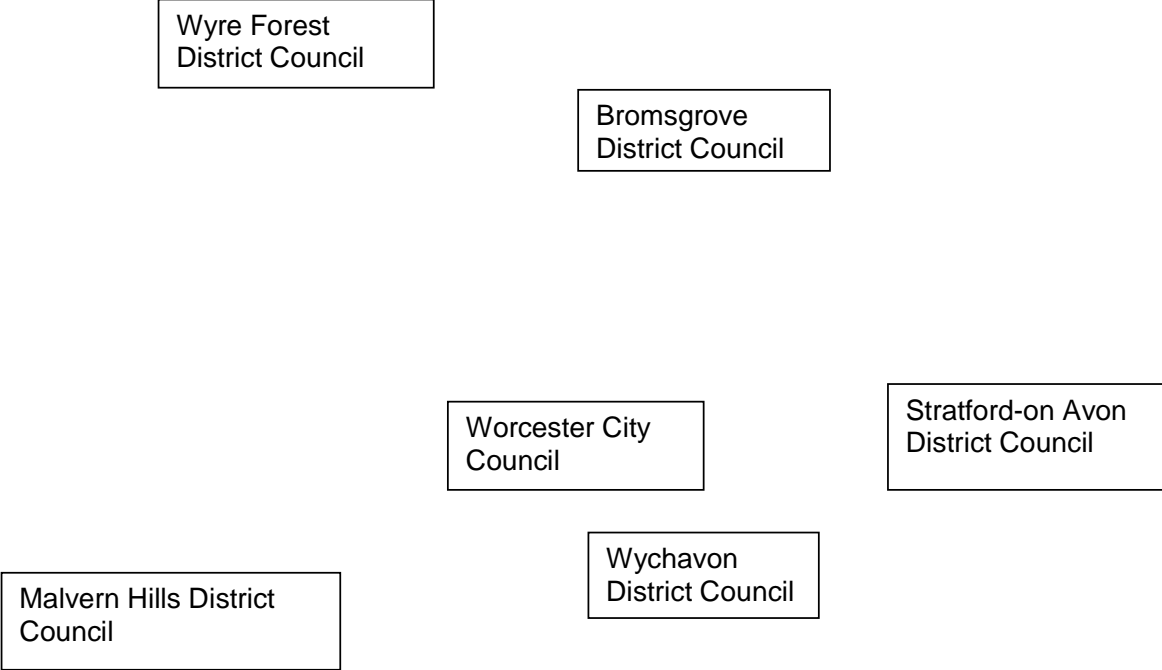 Wyre Forest
District Council
Bromsgrove
District Council
Stratford-on Avon
District Council
Worcester City
Council
Wychavon
District Council
Malvern Hills District
Council